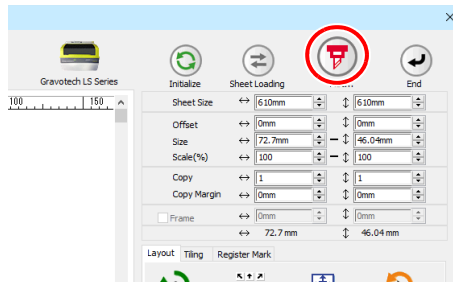 Gravotech LS Series
Initialize
Sheet Loading
End
100
150
Sheet Size
610mm
610mm
Offset
0mm
0mm
Size
72.7mm
46.04mm
Scale(%)
100
100
Copy
1
1
Copy Margin
0mm
0mm
Frame
0mm
0mm
72.7 mm
46.04 mm
Layout
Tiling
Register Mark